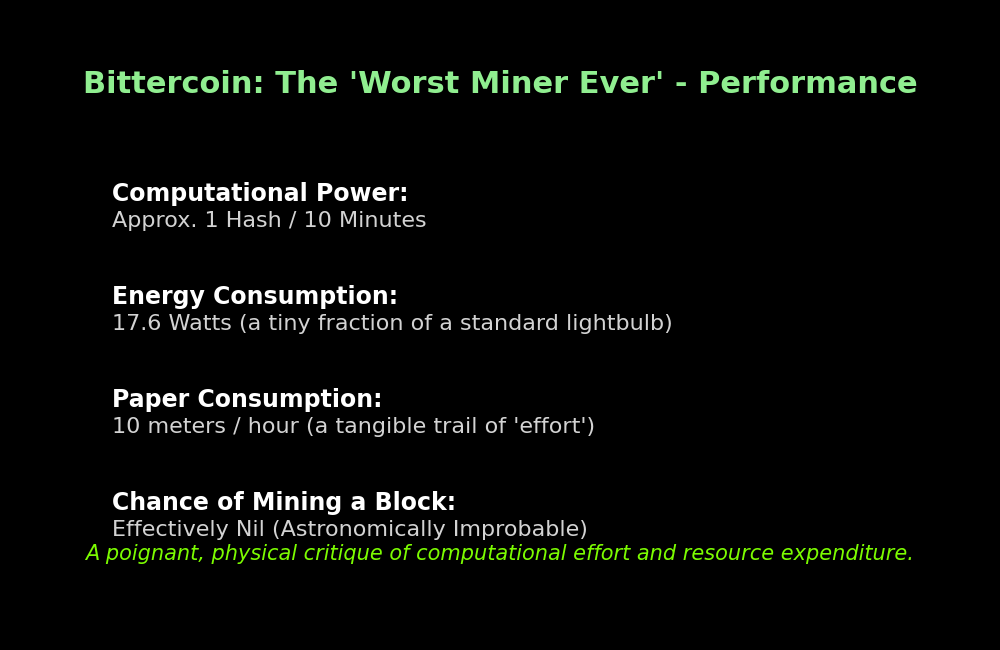 Bittercoin: The 'Worst Miner Ever' - Performance
Computational Power:
Approx. 1 Hash / 10 Minutes
Energy Consumption:
17.6 Watts (a tiny fraction of a standard lightbulb)
Paper Consumption:
10 meters / hour (a tangible trail of 'effort')
Chance of Mining a Block:
Effectively Nil (Astronomically Improbable)
A poignant, physical critique of computational effort and resource expenditure.